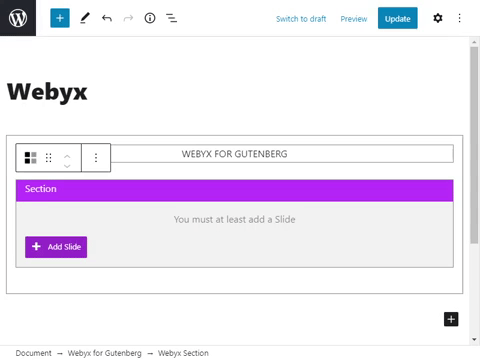 Switch to draft Preview Update
Webyx
WEBYX FOR GUTENBERG
Section
You must at least add a Slide
Add Slide
Document → Webyx for Gutenberg → Webyx Section